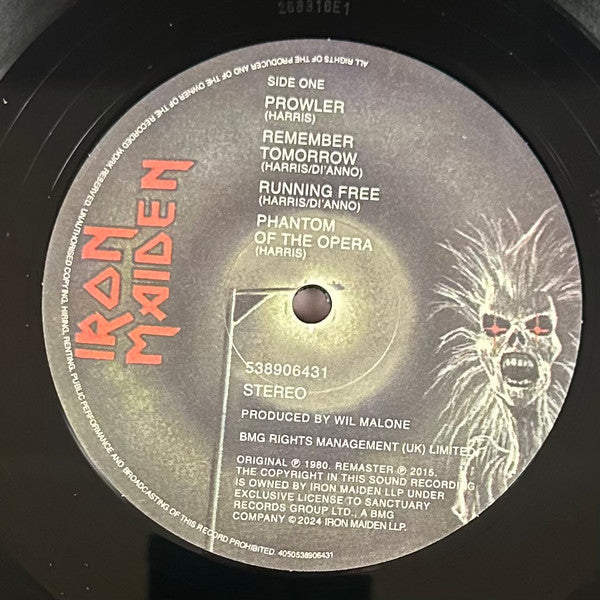 288316E1
ALL RIGHTS OF THE PRODUCER AND OF THE OWNER OF THE RECORDED WORK RESERVED. UNAUTHORISED COPYING, HIRING, RENTING, PUBLIC PERFORMANCE AND BROADCASTING OF THIS RECORD PROHIBITED. 4050538906431
IRON
MAIDEN
SIDE ONE
PROWLER
(HARRIS)
REMEMBER
TOMORROW
(HARRIS/DI'ANNO)
RUNNING FREE
(HARRIS/DI'ANNO)
PHANTOM
OF THE OPERA
(HARRIS)
538906431
STEREO
PRODUCED BY WIL MALONE
BMG RIGHTS MANAGEMENT (UK) LIMITED
ORIGINAL ℗ 1980. REMASTER ℗ 2015.
THE COPYRIGHT IN THIS SOUND RECORDING
IS OWNED BY IRON MAIDEN LLP UNDER
EXCLUSIVE LICENSE TO SANCTUARY
RECORDS GROUP LTD., A BMG
COMPANY © 2024 IRON MAIDEN LLP.